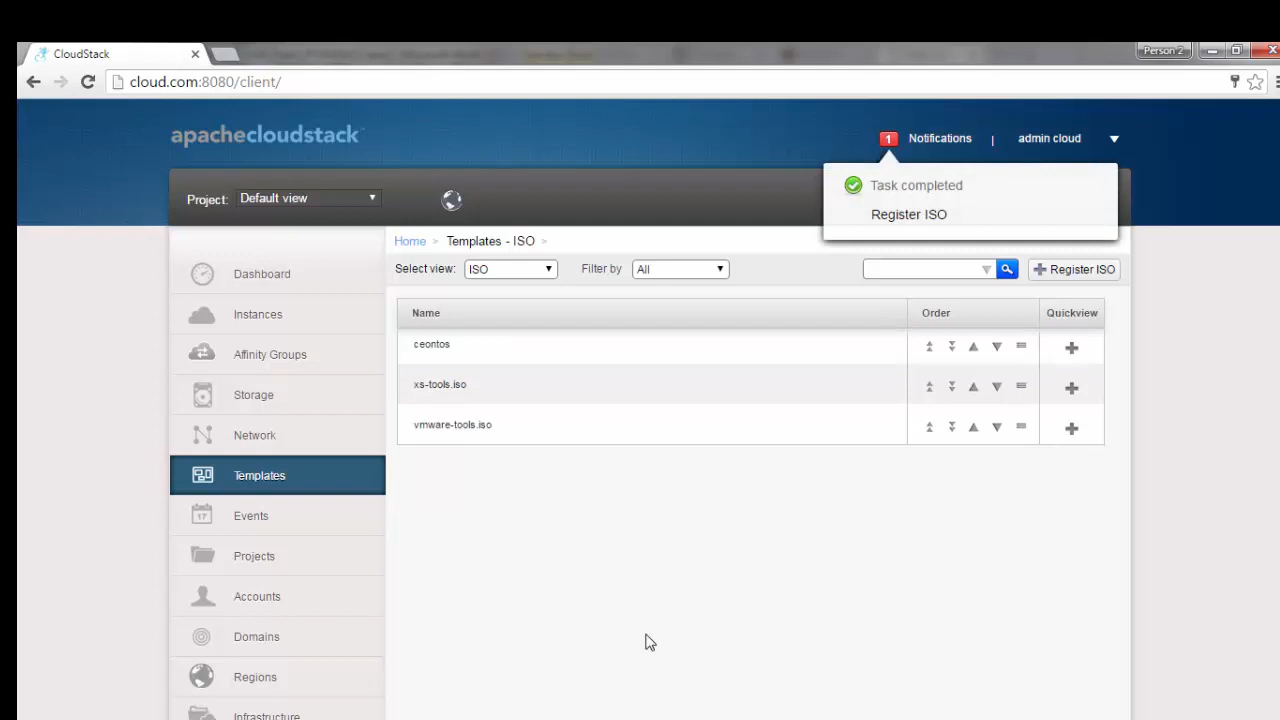 CloudStack
Person 2
cloud.com:8080/client/
apachecloudstack
1 Notifications | admin cloud
Task completed
Register ISO
Project: Default view
Home > Templates - ISO >
Select view: ISO Filter by All Register ISO
Name Order Quickview
ceontos
xs-tools.iso
vmware-tools.iso
Dashboard
Instances
Affinity Groups
Storage
Network
Templates
17 Events
Projects
Accounts
Domains
Regions
Infrastructure